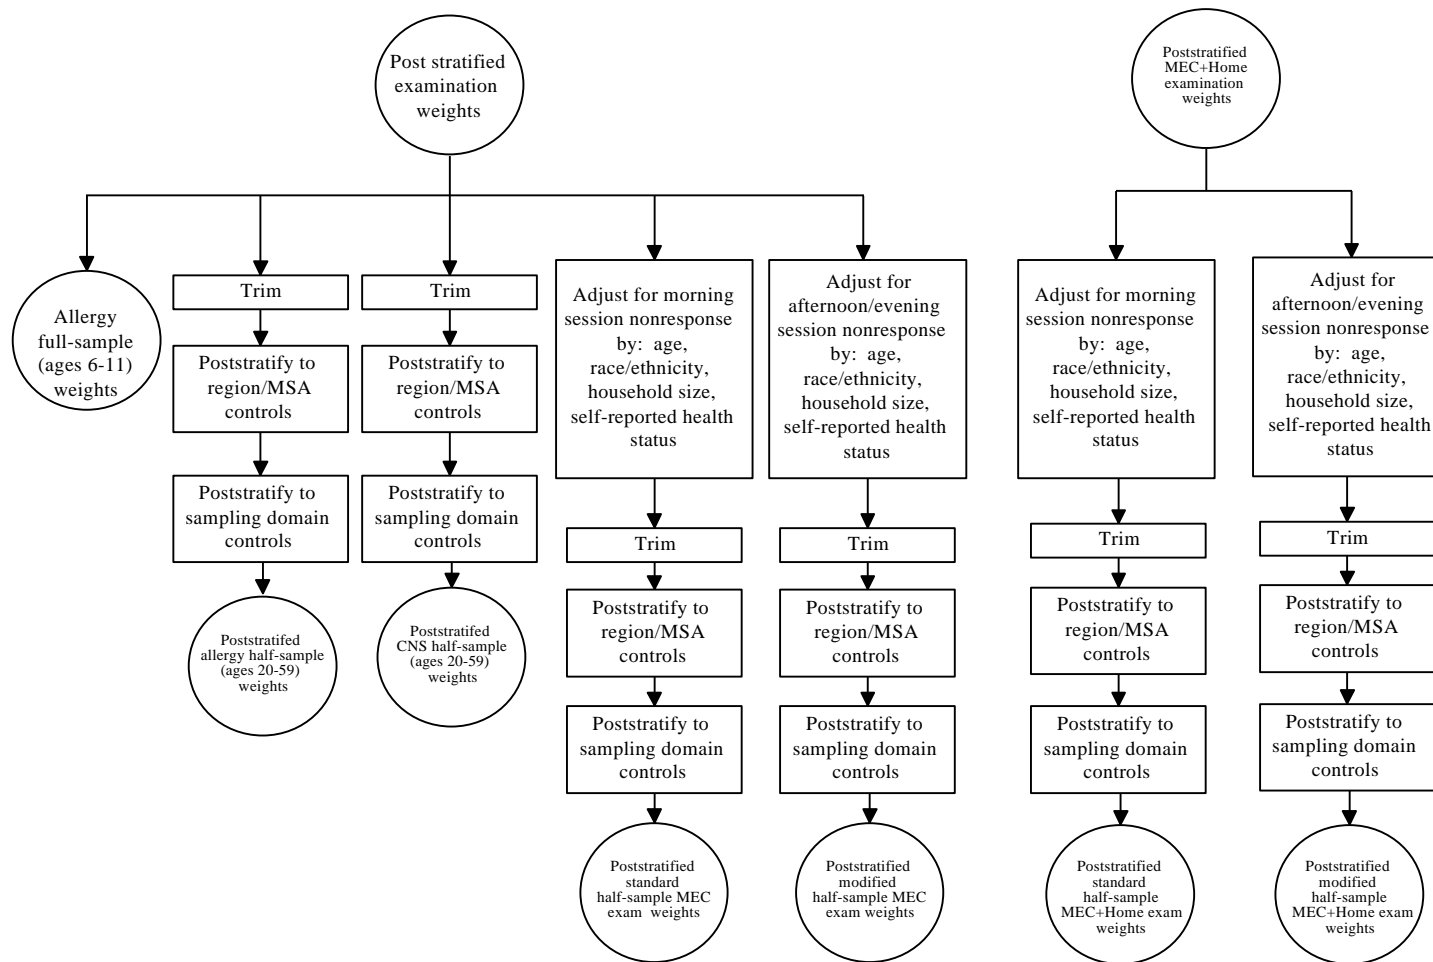 Post stratified
examination
weights
Poststratified
MEC+Home
examination
weights
Allergy
full-sample
(ages 6-11)
weights
Trim
Poststratify to
region/MSA
controls
Poststratify to
sampling domain
controls
Poststratifed
allergy half-sample
(ages 20-59)
weights
Trim
Poststratify to
region/MSA
controls
Poststratify to
sampling domain
controls
Poststratifed
CNS half-sample
(ages 20-59)
weights
Adjust for morning
session nonresponse
by: age,
race/ethnicity,
household size,
self-reported health
status
Trim
Poststratify to
region/MSA
controls
Poststratify to
sampling domain
controls
Poststratified
standard
half-sample MEC
exam weights
Adjust for
afternoon/evening
session nonresponse
by: age,
race/ethnicity,
household size,
self-reported health
status
Trim
Poststratify to
region/MSA
controls
Poststratify to
sampling domain
controls
Poststratified
modified
half-sample MEC
exam weights
Adjust for morning
session nonresponse
by: age,
race/ethnicity,
household size,
self-reported health
status
Trim
Poststratify to
region/MSA
controls
Poststratify to
sampling domain
controls
Poststratified
standard
half-sample
MEC+Home exam
weights
Adjust for
afternoon/evening
session nonresponse
by: age,
race/ethnicity,
household size,
self-reported health
status
Trim
Poststratify to
region/MSA
controls
Poststratify to
sampling domain
controls
Poststratified
modified
half-sample
MEC+Home exam
weights